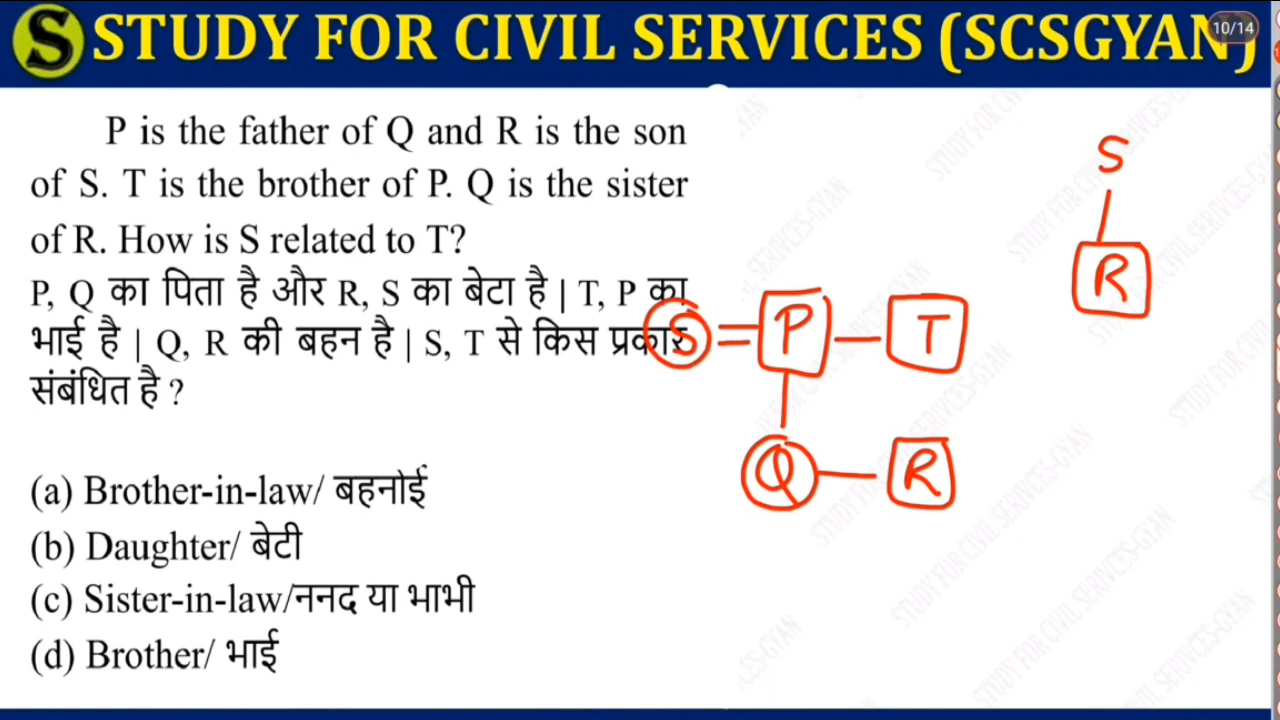 S STUDY FOR CIVIL SERVICES (SCSGYAN)
10/14
P is the father of Q and R is the son
of S. T is the brother of P. Q is the sister
of R. How is S related to T?
P, Q का पिता है और R, S का बेटा है | T, P का
भाई है | Q, R की बहन है | S, T से किस प्रकार
संबंधित है ?
(a) Brother-in-law/ बहनोई
(b) Daughter/ बेटी
(c) Sister-in-law/ननद या भाभी
(d) Brother/ भाई
S
R
S = P - T
Q - R